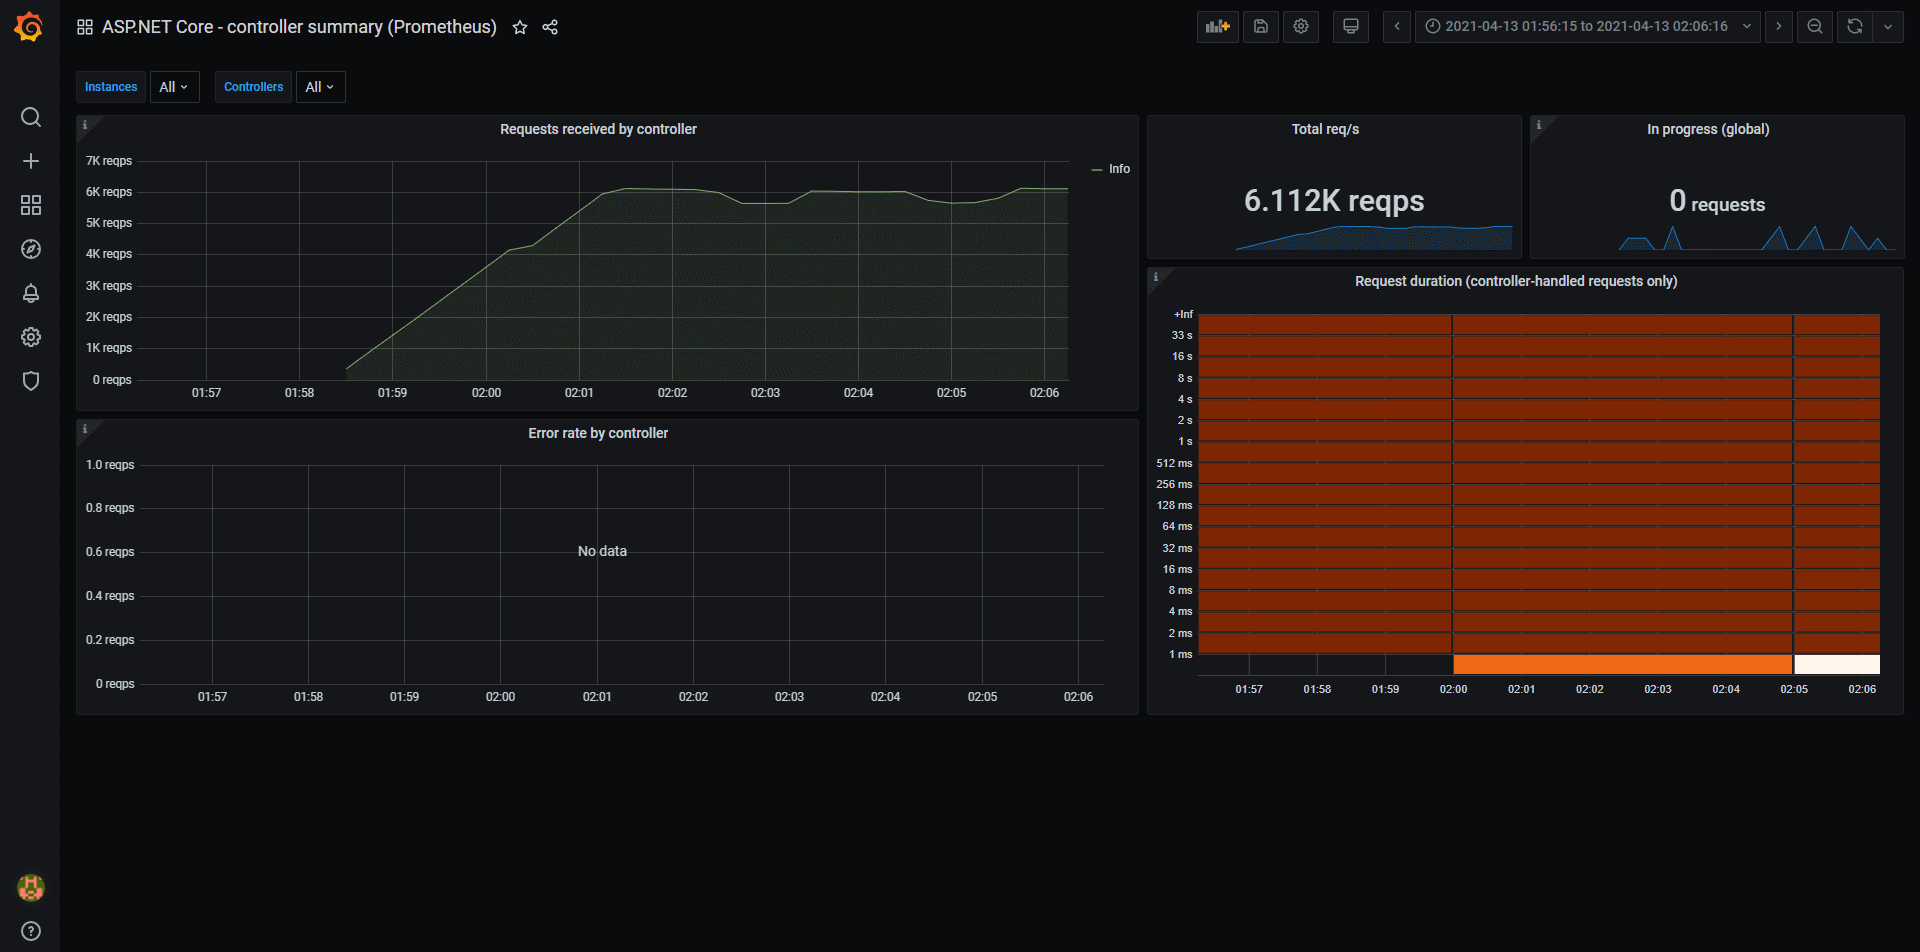 ASP.NET Core - controller summary (Prometheus)
2021-04-13 01:56:15 to 2021-04-13 02:06:16
Instances All Controllers All
Requests received by controller
7K reqps
6K reqps
5K reqps
4K reqps
3K reqps
2K reqps
1K reqps
0 reqps
01:57 01:58 01:59 02:00 02:01 02:02 02:03 02:04 02:05 02:06
Info
Total req/s
6.112K reqps
In progress (global)
0 requests
Error rate by controller
1.0 reqps
0.8 reqps
0.6 reqps
0.4 reqps
0.2 reqps
0 reqps
No data
01:57 01:58 01:59 02:00 02:01 02:02 02:03 02:04 02:05 02:06
Request duration (controller-handled requests only)
+Inf
33 s
16 s
8 s
4 s
2 s
1 s
512 ms
256 ms
128 ms
64 ms
32 ms
16 ms
8 ms
4 ms
2 ms
1 ms
01:57 01:58 01:59 02:00 02:01 02:02 02:03 02:04 02:05 02:06